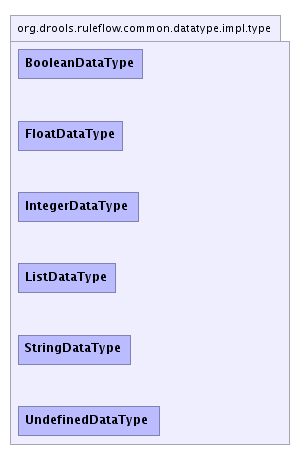 org.drools.ruleflow.common.datatype.impl.type
BooleanDataType
FloatDataType
IntegerDataType
ListDataType
StringDataType
UndefinedDataType